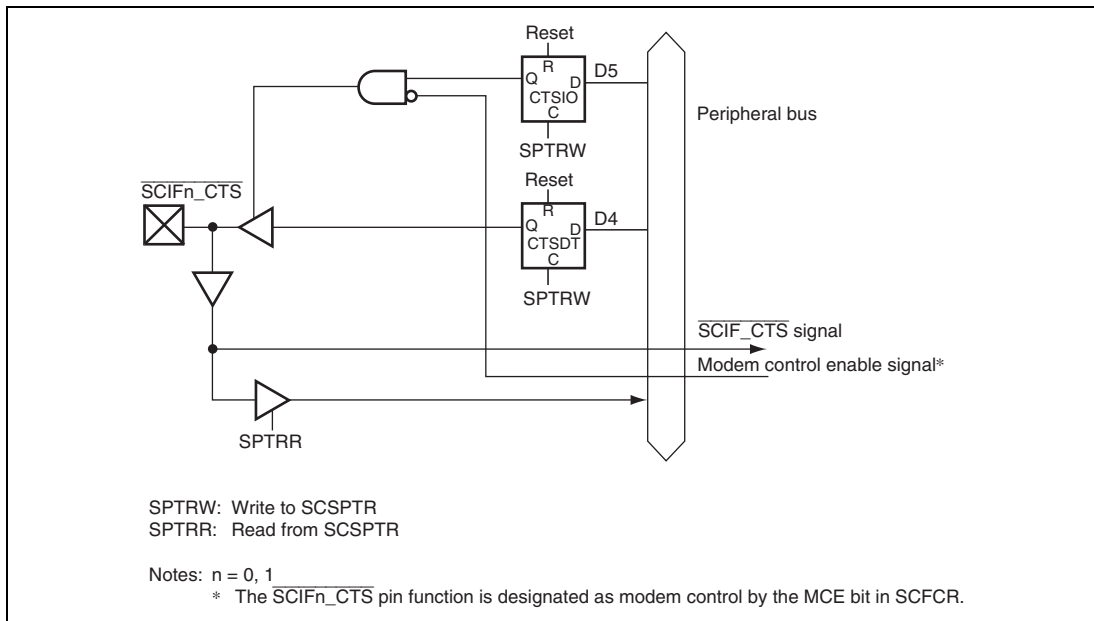 Reset
R
Q
D
D5
CTSIO
C
SPTRW
Peripheral bus
SCIFn_CTS
Reset
R
Q
D
D4
CTSDT
C
SPTRW
SCIF_CTS signal
Modem control enable signal*
SPTRR
SPTRW: Write to SCSPTR
SPTRR: Read from SCSPTR
Notes: n = 0, 1
* The SCIFn_CTS pin function is designated as modem control by the MCE bit in SCFCR.